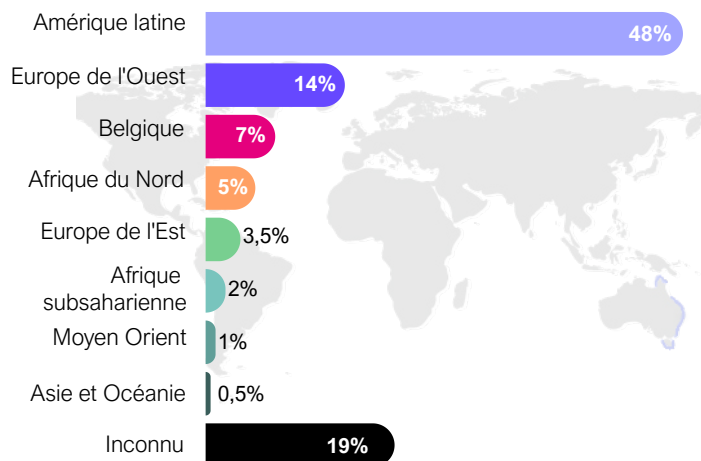 Amérique latine 48%
Europe de l'Ouest 14%
Belgique 7%
Afrique du Nord 5%
Europe de l'Est 3,5%
Afrique
subsaharienne 2%
Moyen Orient 1%
Asie et Océanie 0,5%
Inconnu 19%